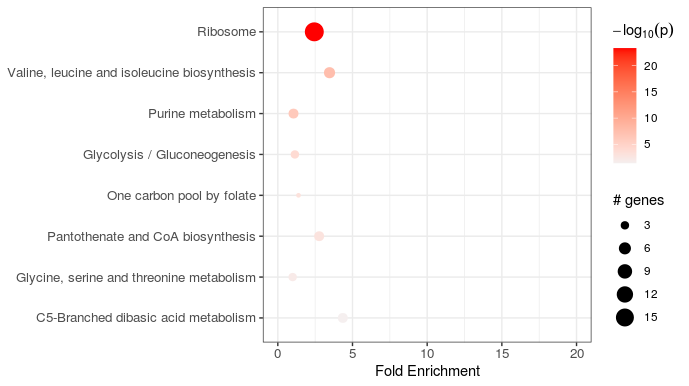 Ribosome
Valine, leucine and isoleucine biosynthesis
Purine metabolism
Glycolysis / Gluconeogenesis
One carbon pool by folate
Pantothenate and CoA biosynthesis
Glycine, serine and threonine metabolism
C5-Branched dibasic acid metabolism
0 5 10 15 20
Fold Enrichment
−log₁₀(p)
20
15
10
5
# genes
3
6
9
12
15